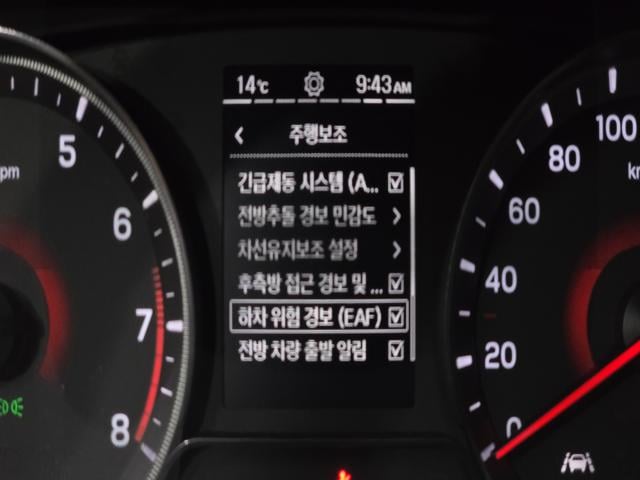 14℃ 9:43AM
주행보조
긴급제동 시스템 (A...
전방추돌 경보 민감도
차선유지보조 설정
후측방 접근 경보 및 ...
하차 위험 경보 (EAF)
전방 차량 출발 알림
5
6
7
8
pm
100
80
60
40
20
0
k